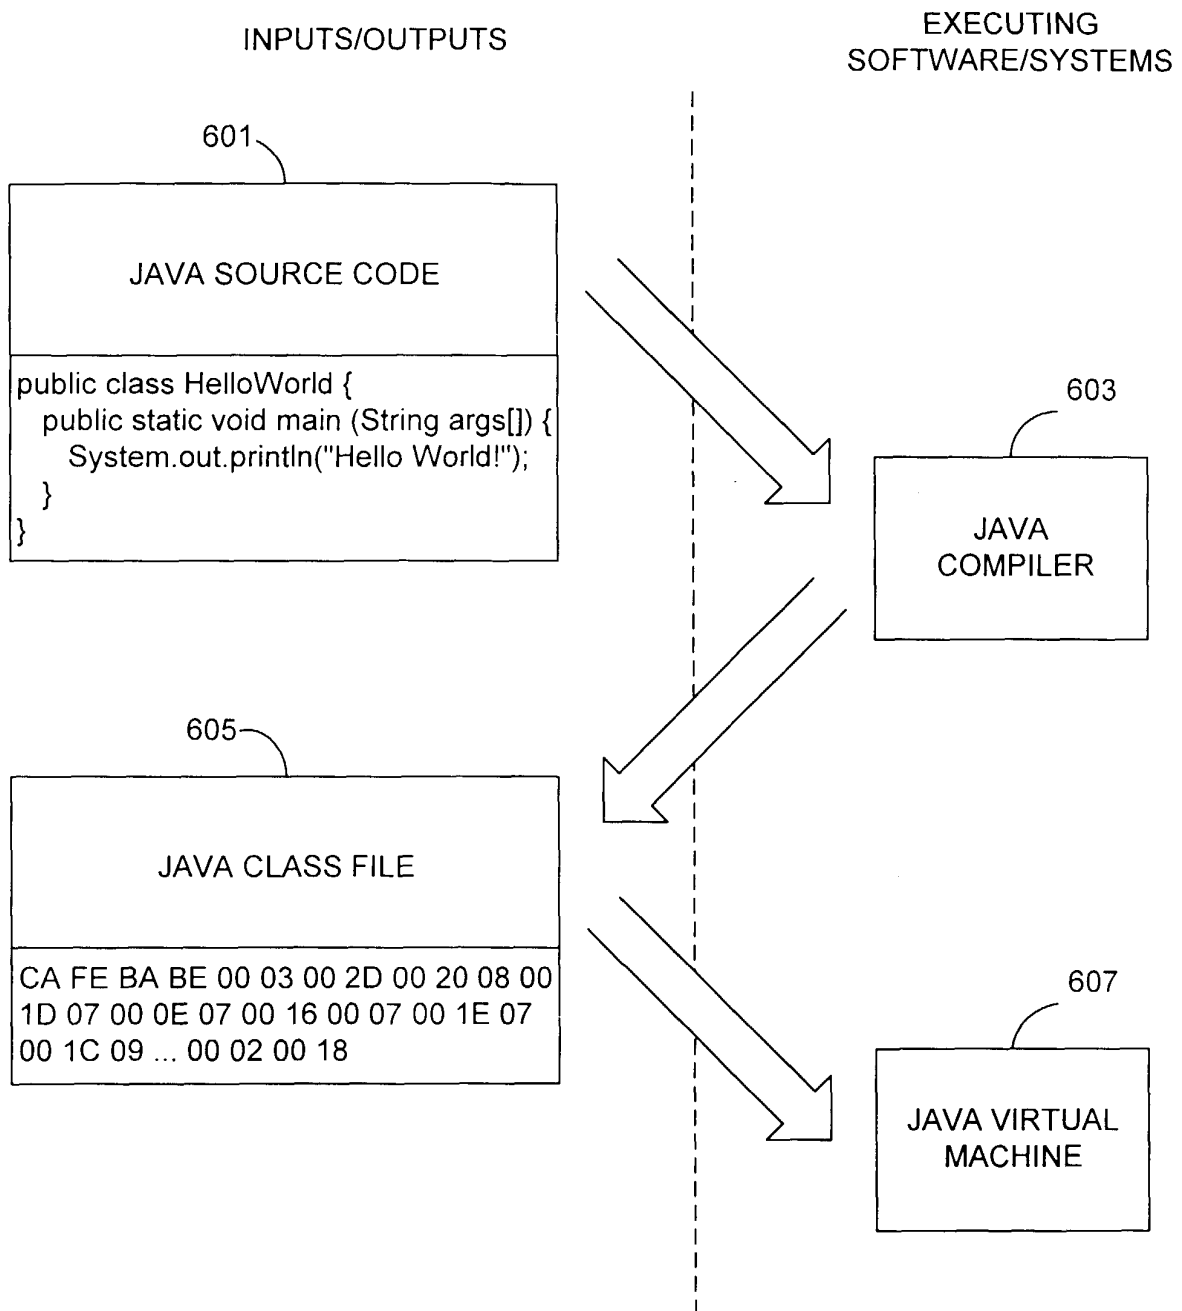 INPUTS/OUTPUTS
EXECUTING
SOFTWARE/SYSTEMS
601
JAVA SOURCE CODE
public class HelloWorld {
public static void main (String args[]) {
System.out.println("Hello World!");
}
}
603
JAVA
COMPILER
605
JAVA CLASS FILE
CA FE BA BE 00 03 00 2D 00 20 08 00
1D 07 00 0E 07 00 16 00 07 00 1E 07
00 1C 09 ... 00 02 00 18
607
JAVA VIRTUAL
MACHINE